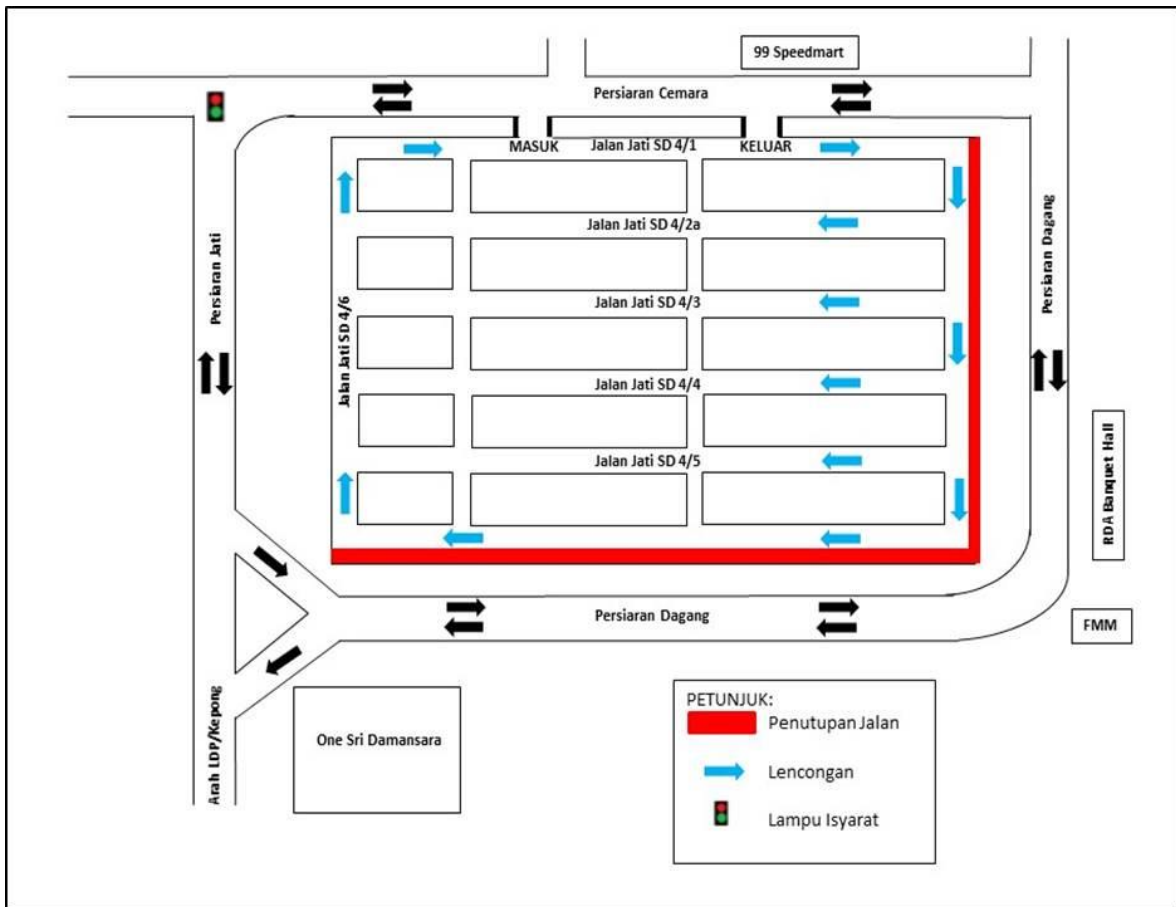 99 Speedmart
Persiaran Cemara
MASUK
Jalan Jati SD 4/1
KELUAR
Jalan Jati SD 4/2a
Persiaran Jati
Persiaran Dagang
Jalan Jati SD 4/3
Jalan Jati SD 4/6
Jalan Jati SD 4/4
Jalan Jati SD 4/5
RDA Banquet Hall
Persiaran Dagang
FMM
Arah LDP/Kepong
One Sri Damansara
PETUNJUK:
Penutupan Jalan
Lencongan
Lampu Isyarat